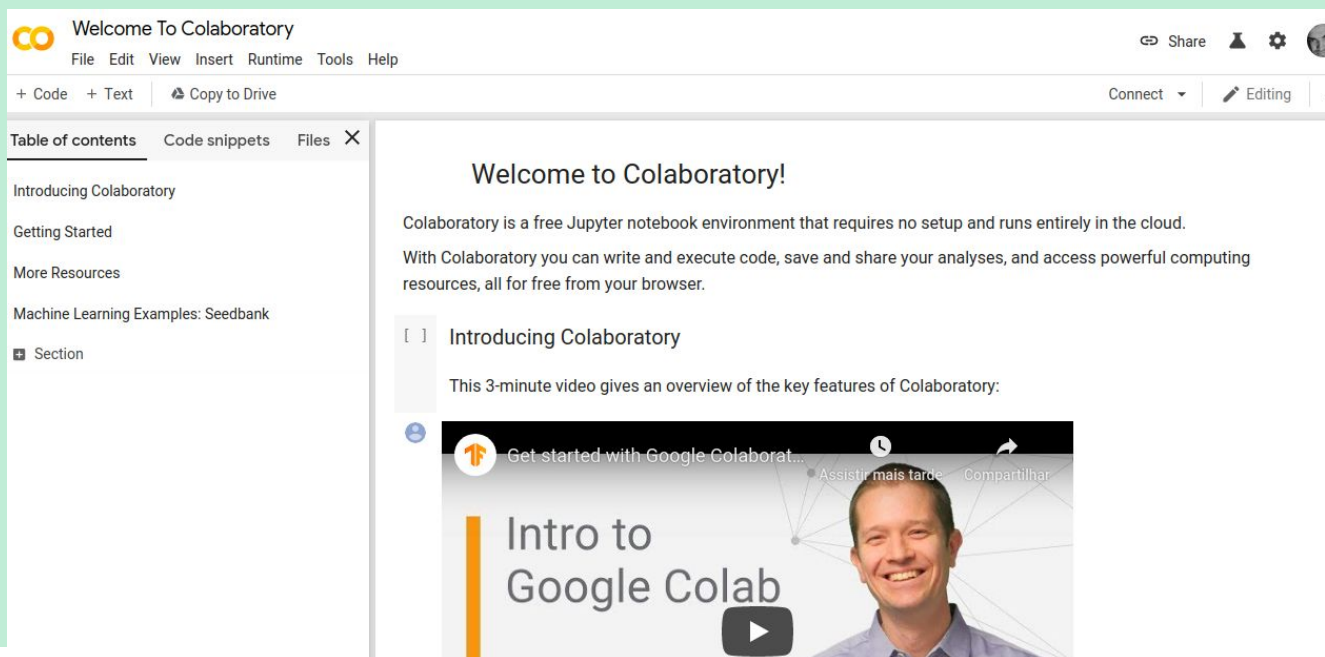 Welcome To Colaboratory
File Edit View Insert Runtime Tools Help
Share
+ Code + Text Copy to Drive
Connect Editing
Table of contents Code snippets Files
Introducing Colaboratory
Getting Started
More Resources
Machine Learning Examples: Seedbank
Section
Welcome to Colaboratory!
Colaboratory is a free Jupyter notebook environment that requires no setup and runs entirely in the cloud.
With Colaboratory you can write and execute code, save and share your analyses, and access powerful computing
resources, all for free from your browser.
[ ] Introducing Colaboratory
This 3-minute video gives an overview of the key features of Colaboratory:
Get started with Google Colaborat...
Assistir mais tarde Compartilhar
Intro to
Google Colab